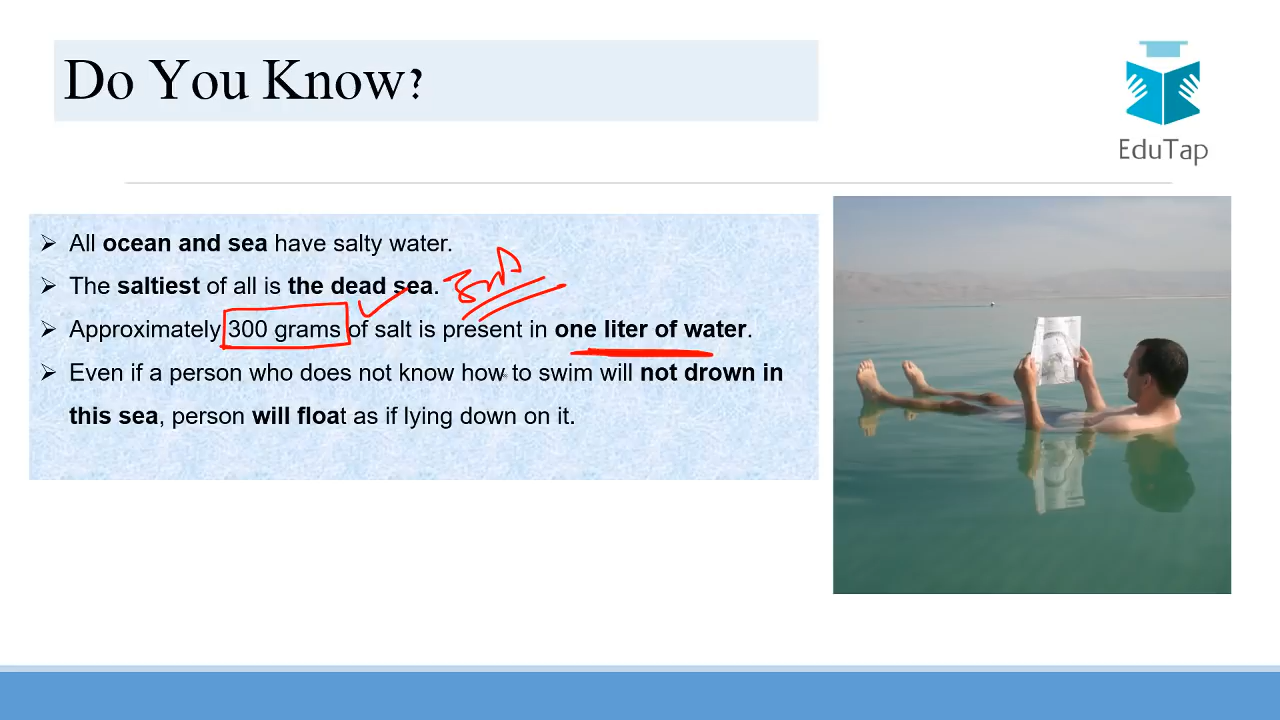 Do You Know?
EduTap
➢ All ocean and sea have salty water.
➢ The saltiest of all is the dead sea.
➢ Approximately 300 grams of salt is present in one liter of water.
➢ Even if a person who does not know how to swim will not drown in
this sea, person will float as if lying down on it.